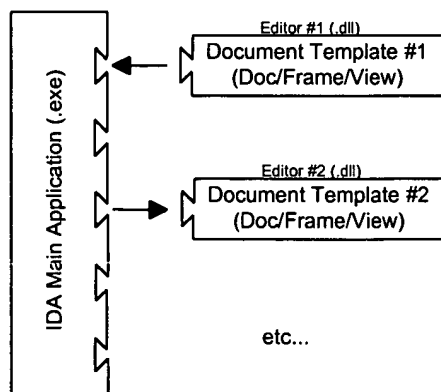 Editor #1 (.dll)
Document Template #1
(Doc/Frame/View)
Editor #2 (.dll)
Document Template #2
(Doc/Frame/View)
IDA Main Application (.exe)
etc...